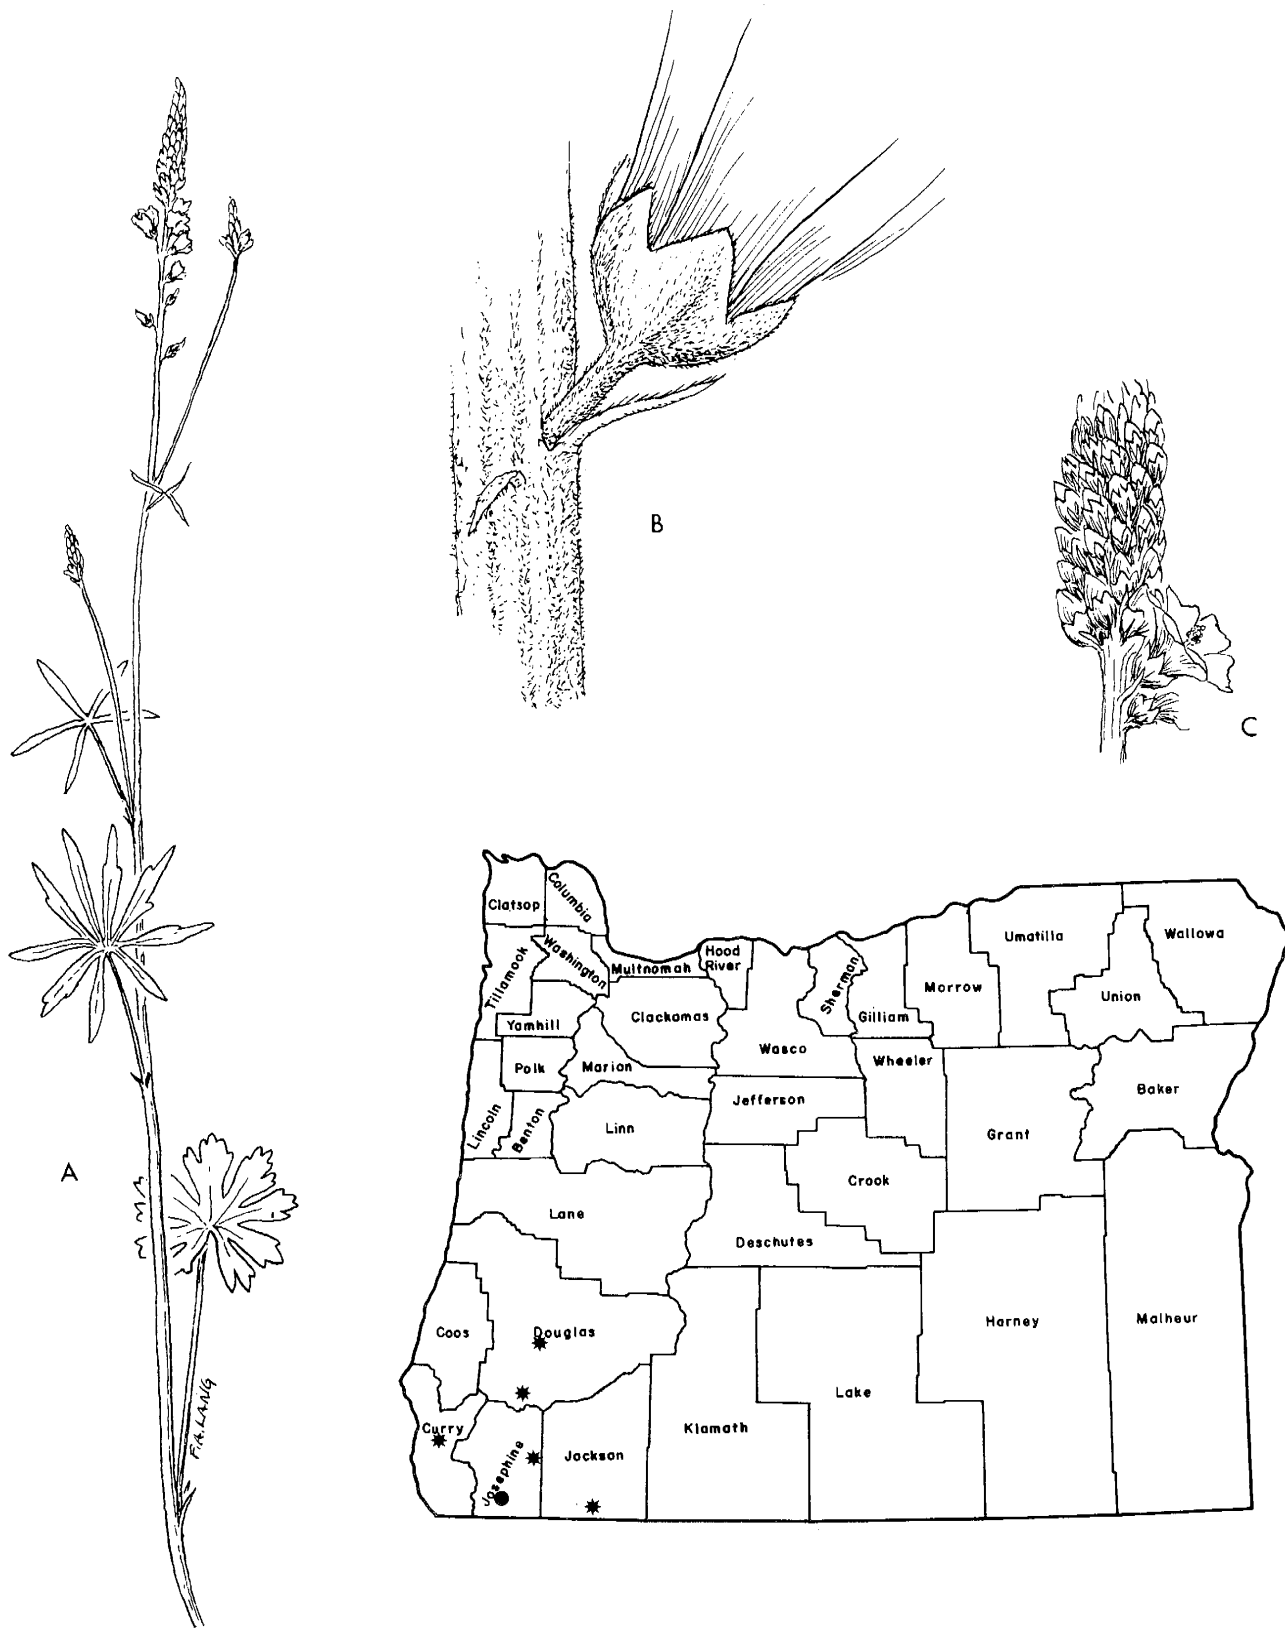 B
C
A
F.A. LANG
Clatsop
Columbia
Tillamook
Washington
Multnomah
Hood
River
Sherman
Gilliam
Morrow
Umatilla
Wallowa
Union
Yamhill
Clackamas
Wasco
Wheeler
Polk
Marion
Baker
Lincoln
Benton
Linn
Jefferson
Grant
Crook
Lane
Deschutes
Coos
Douglas
Harney
Malheur
Lake
Curry
Klamath
Josephine
Jackson